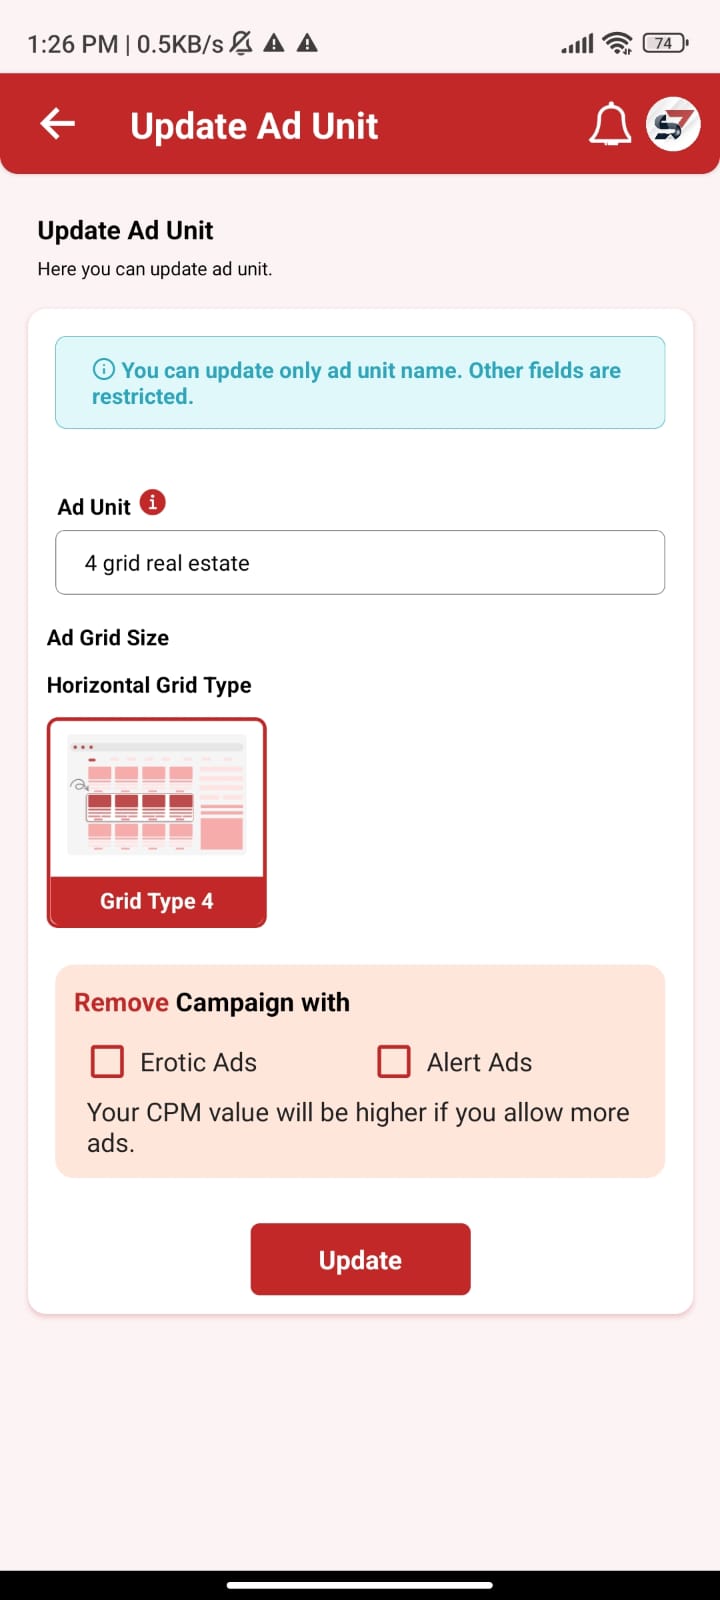 1:26 PM | 0.5KB/s
74
Update Ad Unit
Update Ad Unit
Here you can update ad unit.
You can update only ad unit name. Other fields are
restricted.
Ad Unit
4 grid real estate
Ad Grid Size
Horizontal Grid Type
Grid Type 4
Remove Campaign with
Erotic Ads
Alert Ads
Your CPM value will be higher if you allow more
ads.
Update